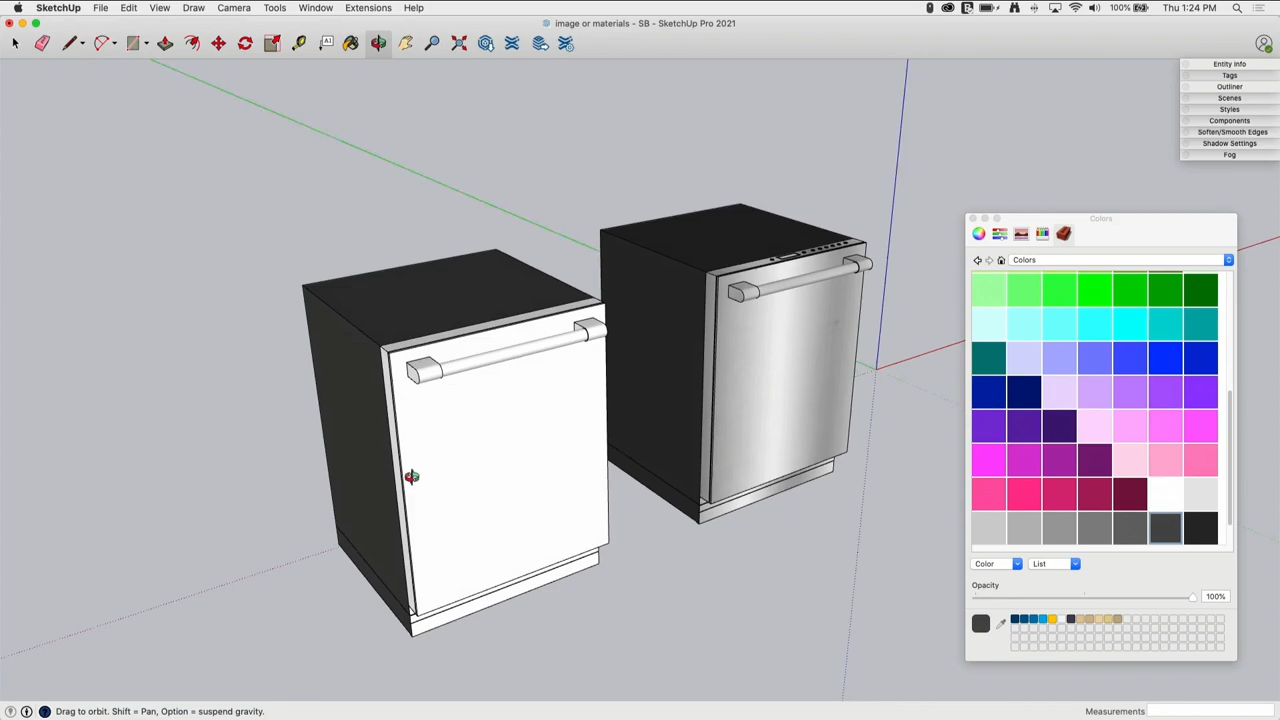 SketchUp File Edit View Draw Camera Tools Window Extensions Help
100%
Thu 1:24 PM
image or materials - SB - SketchUp Pro 2021
A1
Entity Info
Tags
Outliner
Scenes
Styles
Components
Soften/Smooth Edges
Shadow Settings
Fog
Colors
Colors
Color
List
Opacity
100%
Drag to orbit. Shift = Pan, Option = suspend gravity.
Measurements